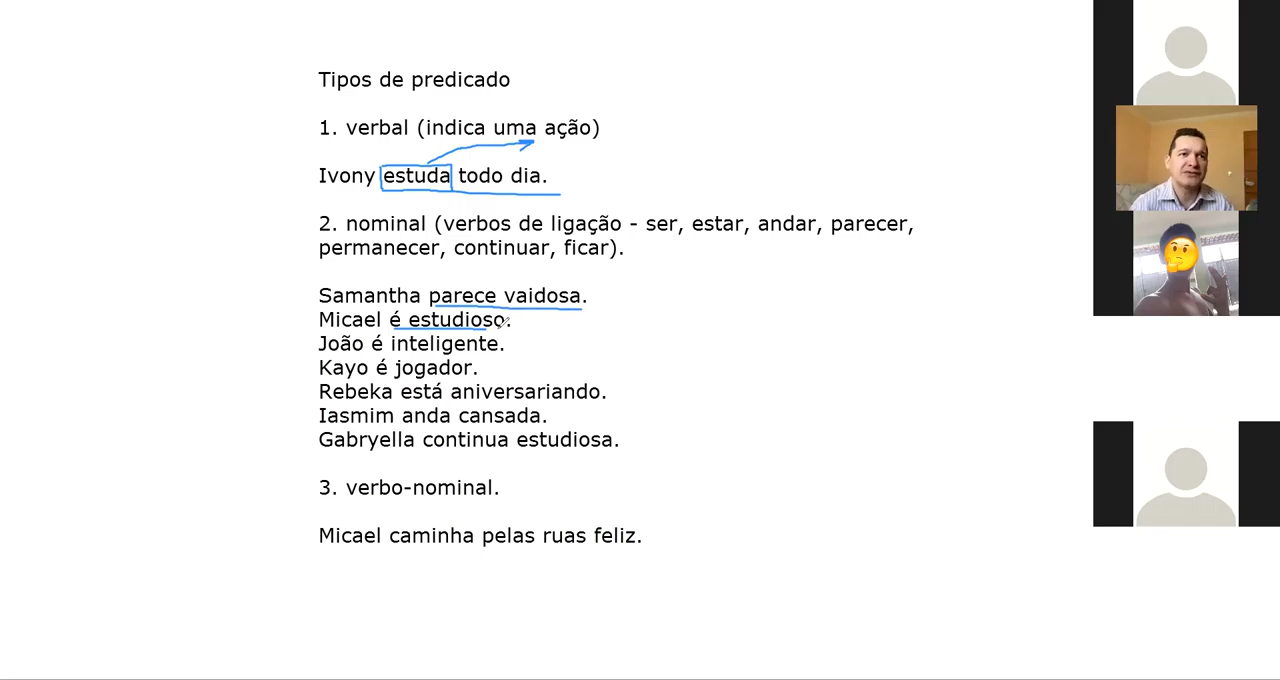 Tipos de predicado
1. verbal (indica uma ação)
Ivony estuda todo dia.
2. nominal (verbos de ligação - ser, estar, andar, parecer,
permanecer, continuar, ficar).
Samantha parece vaidosa.
Micael é estudioso.
João é inteligente.
Kayo é jogador.
Rebeka está aniversariando.
Iasmim anda cansada.
Gabryella continua estudiosa.
3. verbo-nominal.
Micael caminha pelas ruas feliz.